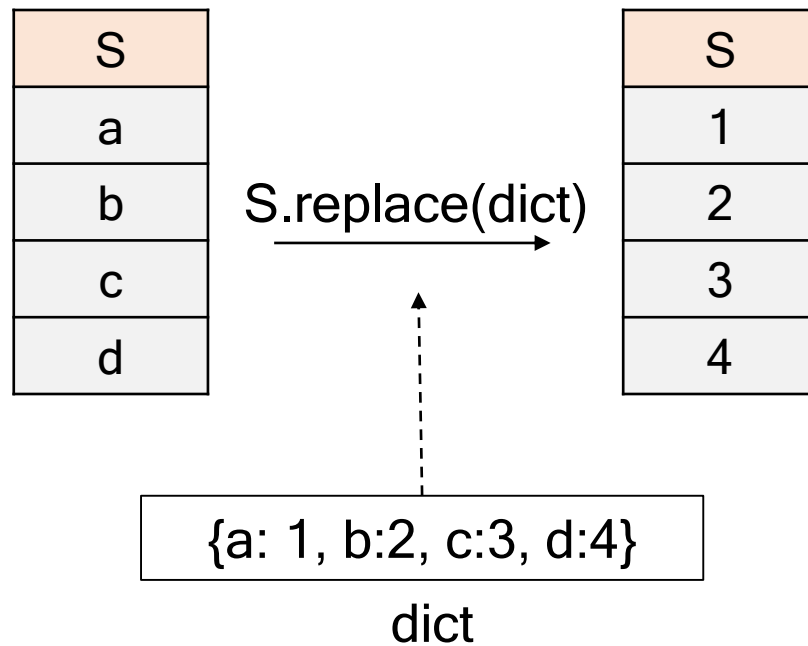 S
a
b
c
d
S.replace(dict)
S
1
2
3
4
{a: 1, b:2, c:3, d:4}
dict